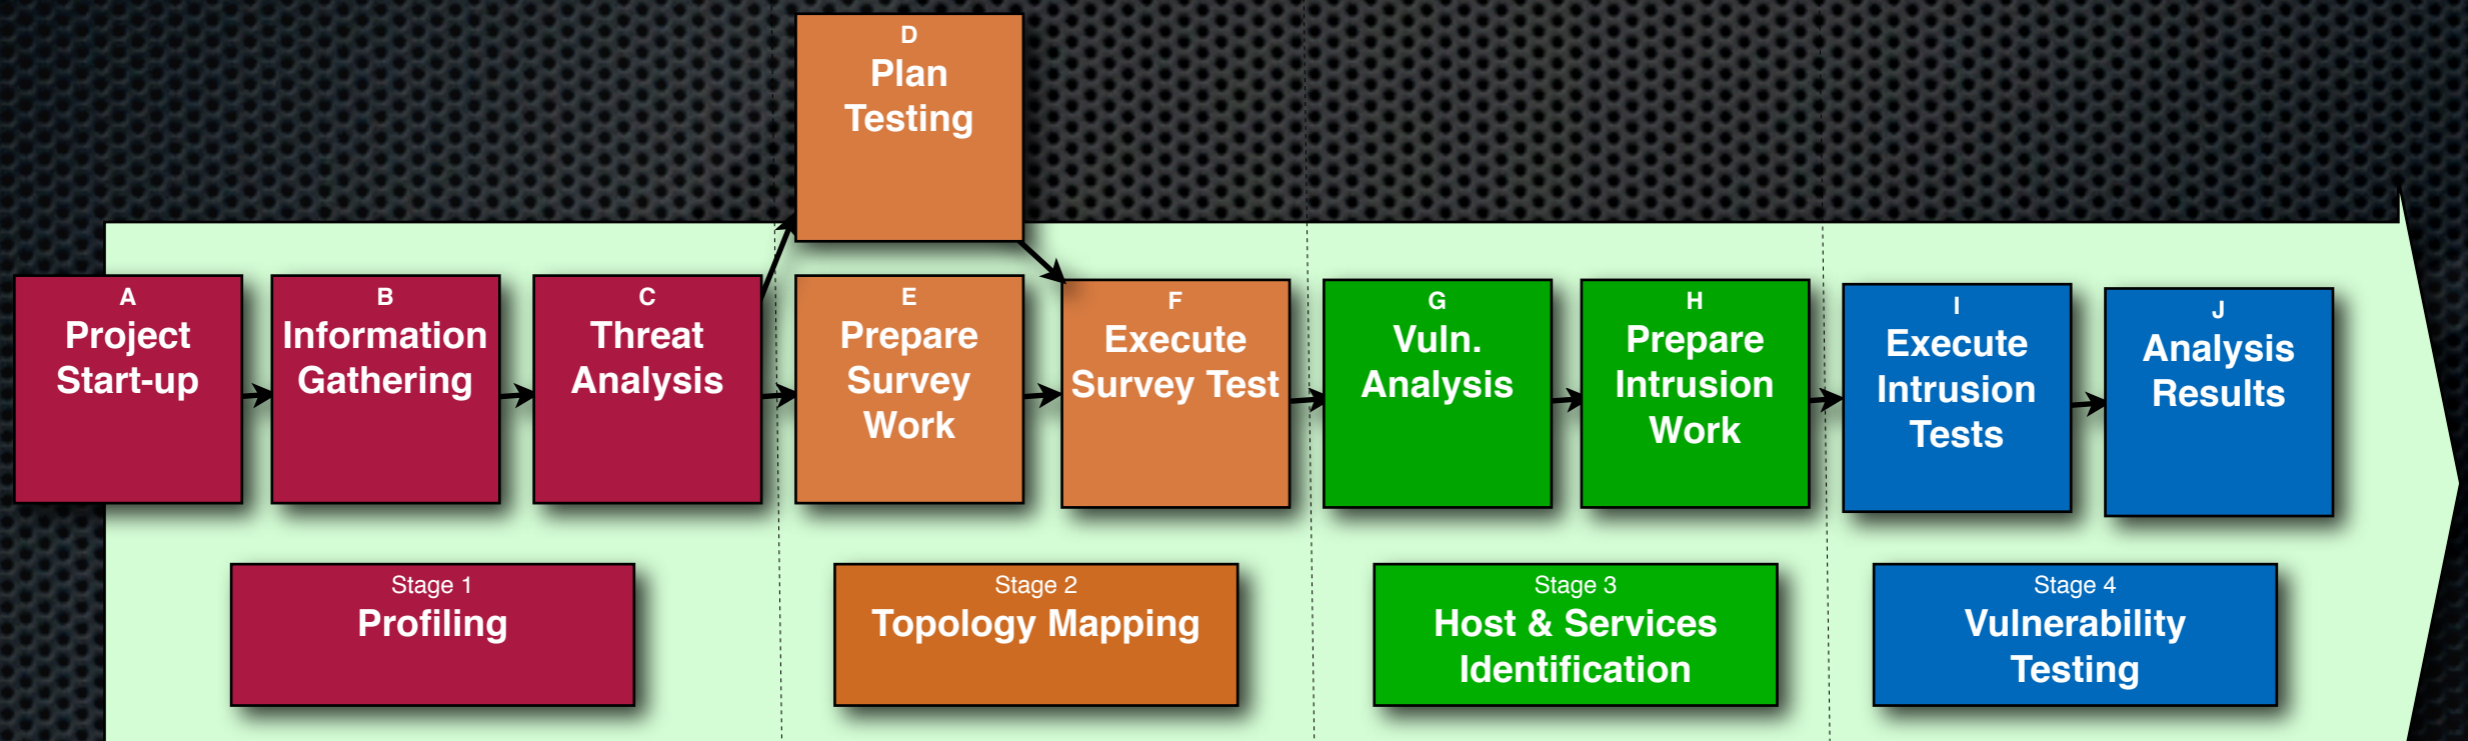 D
Plan
Testing
A
Project
Start-up
B
Information
Gathering
C
Threat
Analysis
E
Prepare
Survey
Work
F
Execute
Survey Test
G
Vuln.
Analysis
H
Prepare
Intrusion
Work
I
Execute
Intrusion
Tests
J
Analysis
Results
Stage 1
Profiling
Stage 2
Topology Mapping
Stage 3
Host & Services
Identification
Stage 4
Vulnerability
Testing